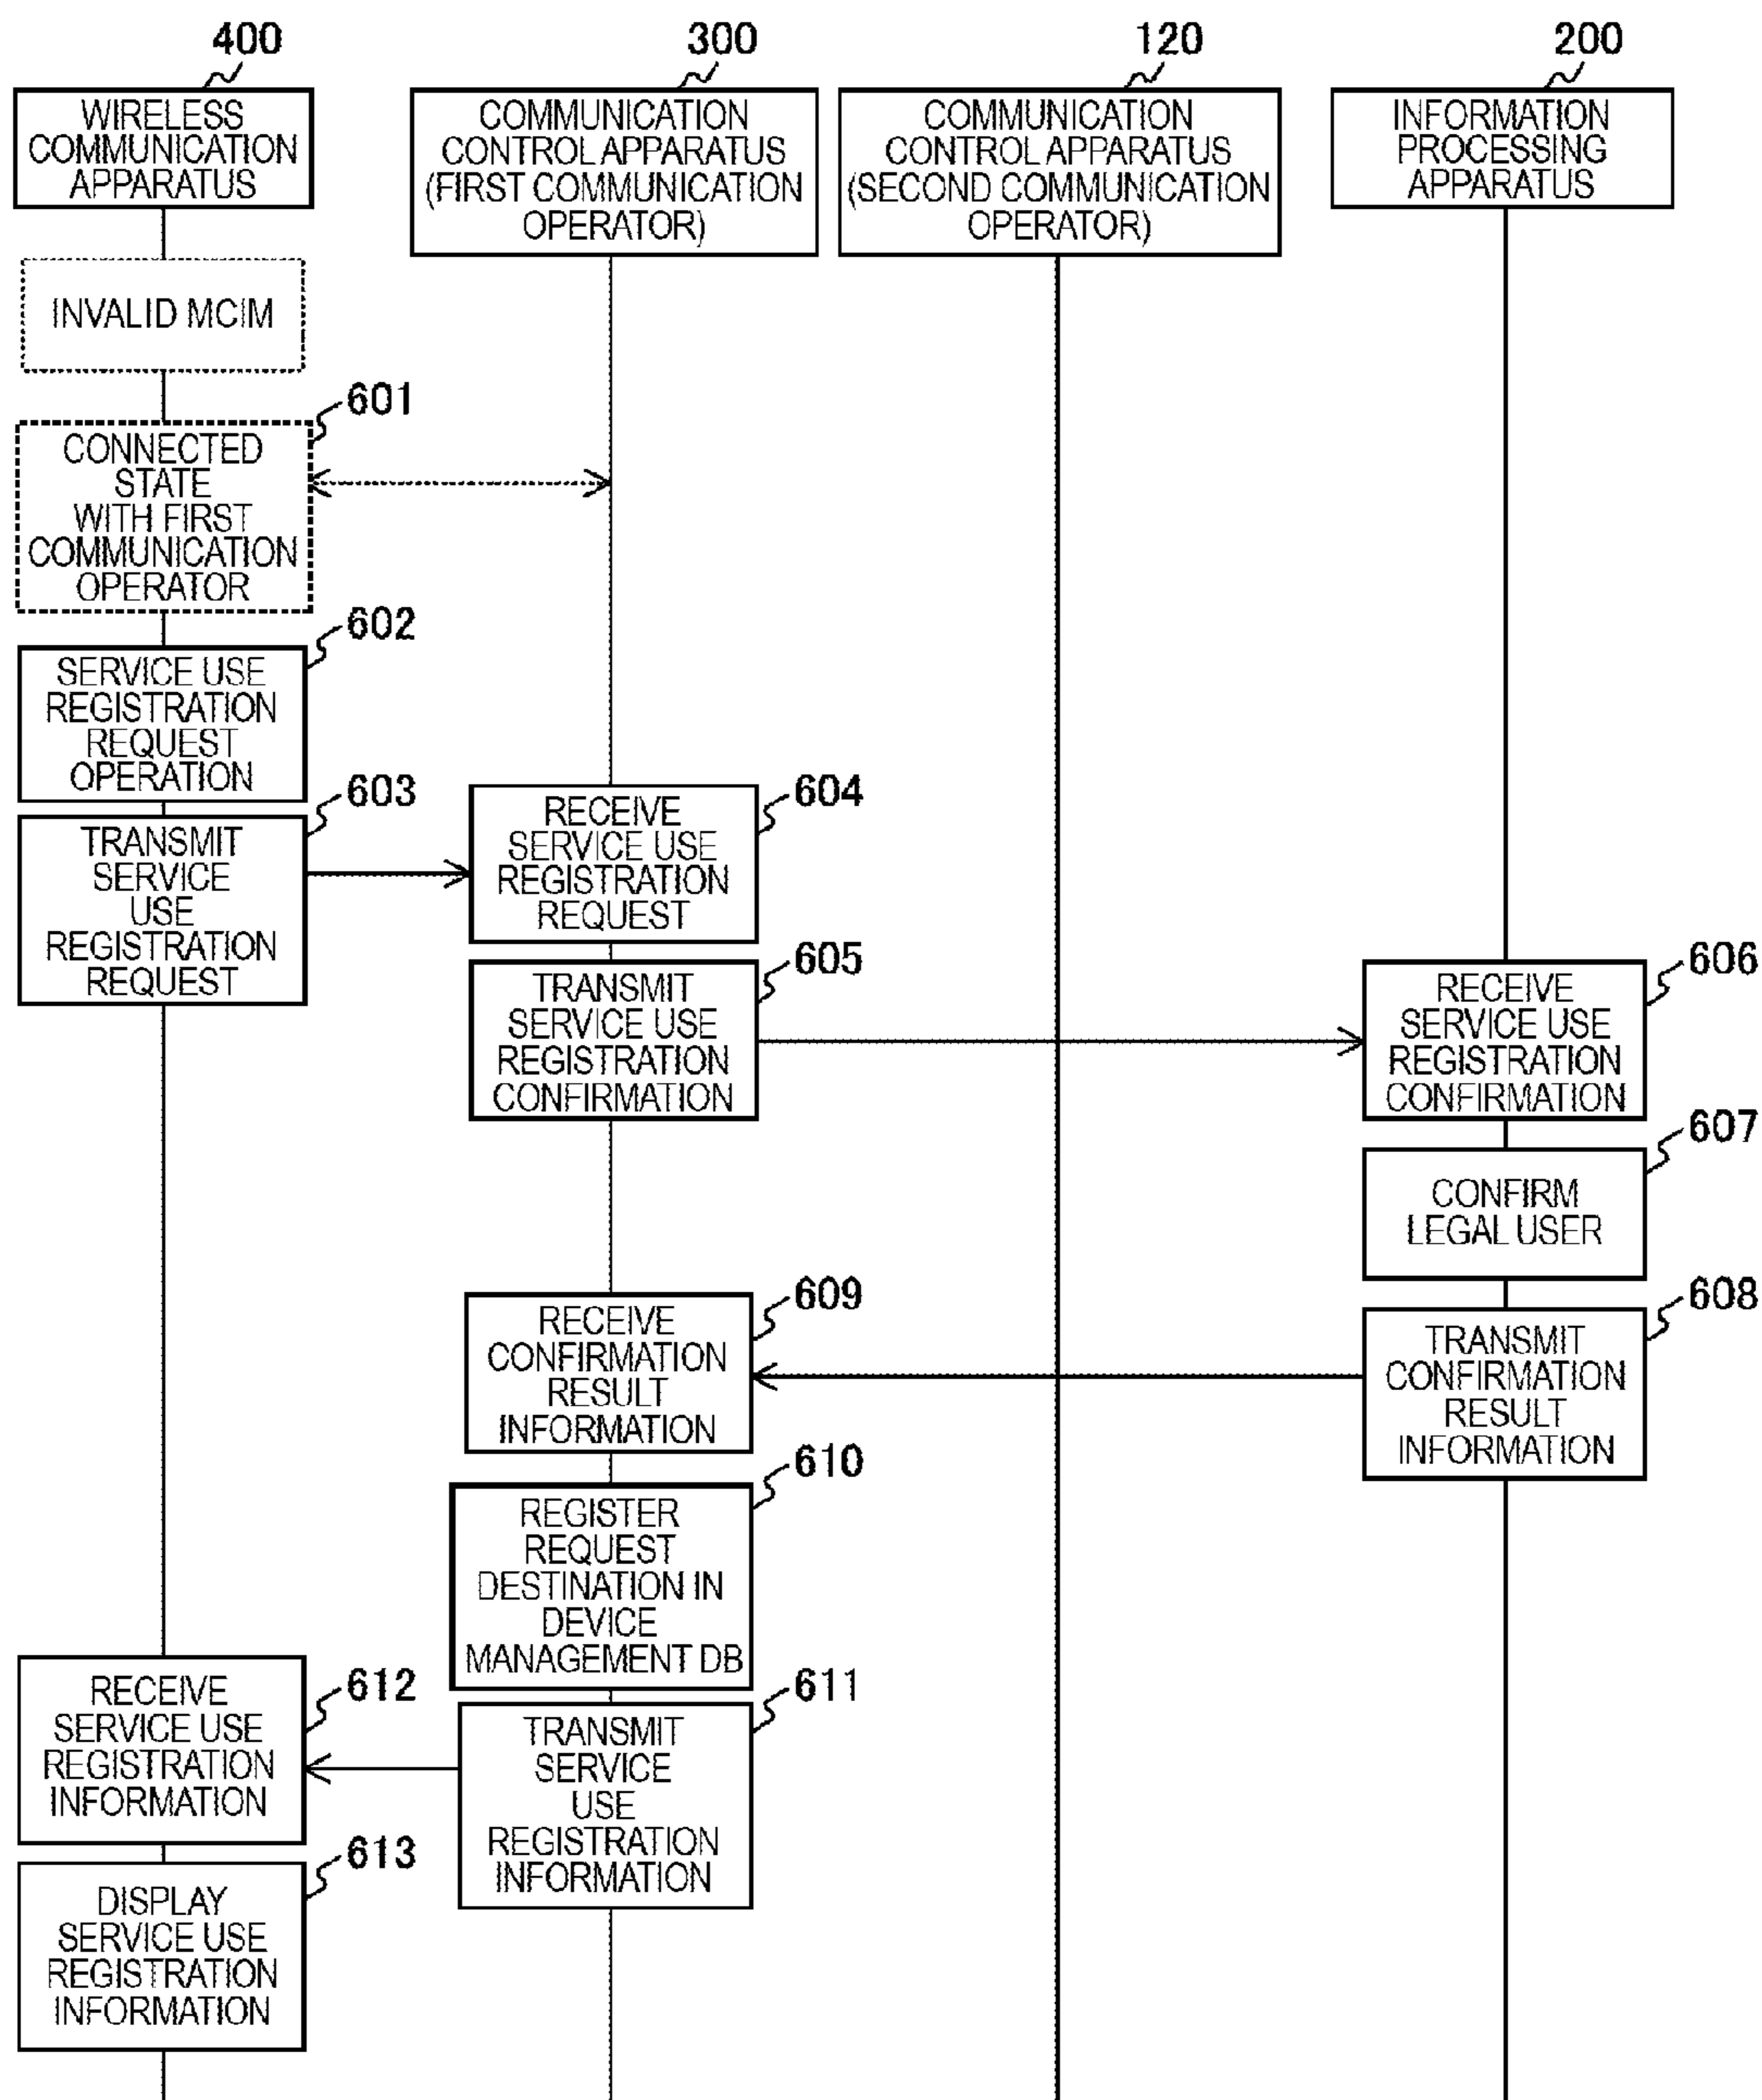 400
300
120
200
WIRELESS
COMMUNICATION
APPARATUS
COMMUNICATION
CONTROL APPARATUS
(FIRST COMMUNICATION
OPERATOR)
COMMUNICATION
CONTROL APPARATUS
(SECOND COMMUNICATION
OPERATOR)
INFORMATION
PROCESSING
APPARATUS
INVALID MCIM
601
CONNECTED
STATE
WITH FIRST
COMMUNICATION
OPERATOR
602
SERVICE USE
REGISTRATION
REQUEST
OPERATION
603
TRANSMIT
SERVICE
USE
REGISTRATION
REQUEST
604
RECEIVE
SERVICE USE
REGISTRATION
REQUEST
605
TRANSMIT
SERVICE USE
REGISTRATION
CONFIRMATION
606
RECEIVE
SERVICE USE
REGISTRATION
CONFIRMATION
607
CONFIRM
LEGAL USER
608
TRANSMIT
CONFIRMATION
RESULT
INFORMATION
609
RECEIVE
CONFIRMATION
RESULT
INFORMATION
610
REGISTER
REQUEST
DESTINATION IN
DEVICE
MANAGEMENT DB
611
TRANSMIT
SERVICE
USE
REGISTRATION
INFORMATION
612
RECEIVE
SERVICE USE
REGISTRATION
INFORMATION
613
DISPLAY
SERVICE USE
REGISTRATION
INFORMATION